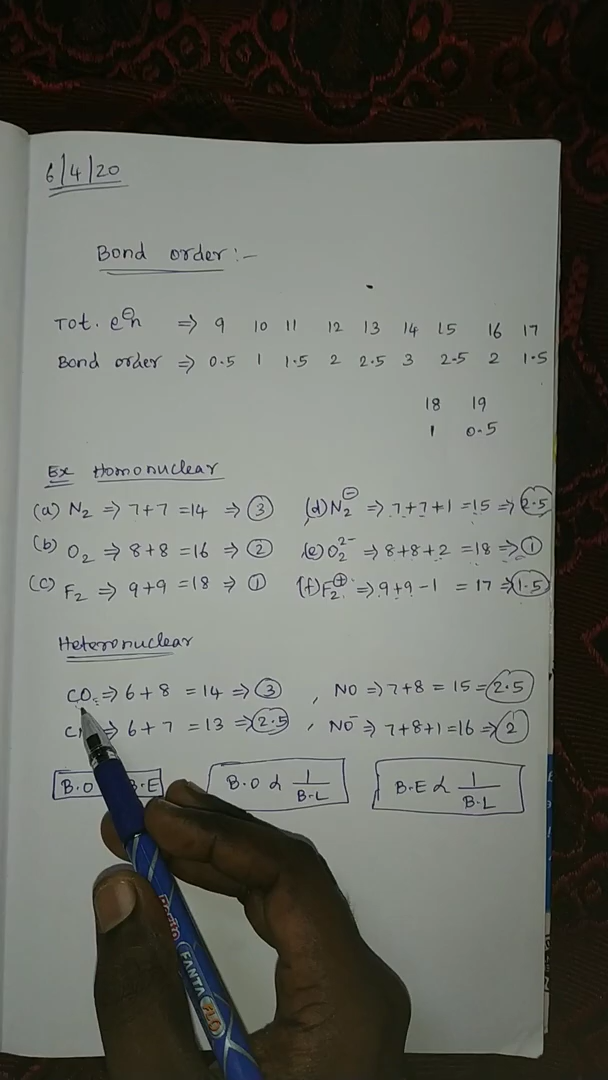 6/4/20
Bond order :-
Tot. e⊖n ⇒ 9 10 11 12 13 14 15 16 17
Bond order ⇒ 0.5 1 1.5 2 2.5 3 2.5 2 1.5
18 19
1 0.5
Ex Homonuclear
(a) N₂ ⇒ 7+7 = 14 ⇒ 3 (d) N₂⊖ ⇒ 7+7+1 = 15 ⇒ 2.5
(b) O₂ ⇒ 8+8 = 16 ⇒ 2 (e) O₂²⁻ ⇒ 8+8+2 = 18 ⇒ 1
(c) F₂ ⇒ 9+9 = 18 ⇒ 1 (f) F₂⊕ ⇒ 9+9-1 = 17 ⇒ 1.5
Heteronuclear
CO ⇒ 6+8 = 14 ⇒ 3 , NO ⇒ 7+8 = 15 = 2.5
⇒ 6+7 = 13 ⇒ 2.5 , NO⁻ ⇒ 7+8+1 = 16 ⇒ 2
B.O B.E B.O ∝ 1/B.L B.E ∝ 1/B.L
FANTA